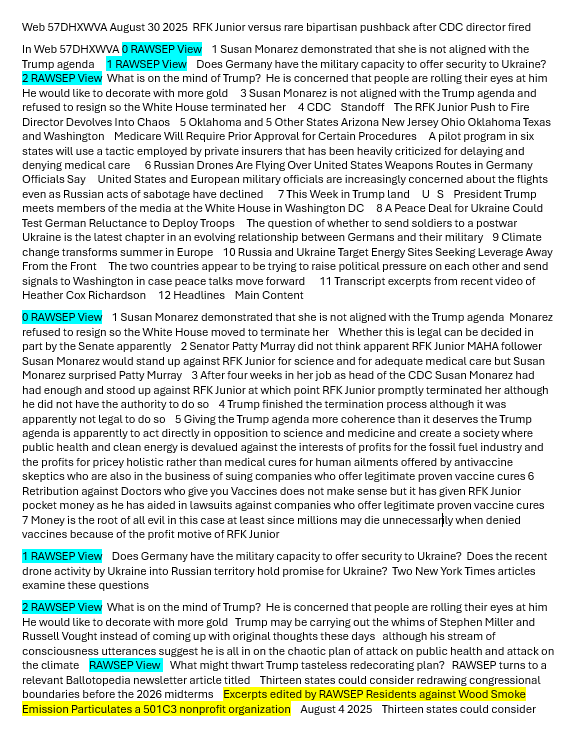 Web 57DHXWVA August 30 2025  RFK Junior versus rare bipartisan pushback after CDC director fired
In Web 57DHXWVA 0 RAWSEP View   1 Susan Monarez demonstrated that she is not aligned with the
Trump agenda   1 RAWSEP View   Does Germany have the military capacity to offer security to Ukraine?
2 RAWSEP View  What is on the mind of Trump?  He is concerned that people are rolling their eyes at him
He would like to decorate with more gold   3 Susan Monarez is not aligned with the Trump agenda and
refused to resign so the White House terminated her   4 CDC  Standoff  The RFK Junior Push to Fire
Director Devolves Into Chaos   5 Oklahoma and 5 Other States Arizona New Jersey Ohio Oklahoma Texas
and Washington   Medicare Will Require Prior Approval for Certain Procedures   A pilot program in six
states will use a tactic employed by private insurers that has been heavily criticized for delaying and
denying medical care   6 Russian Drones Are Flying Over United States Weapons Routes in Germany
Officials Say   United States and European military officials are increasingly concerned about the flights
even as Russian acts of sabotage have declined   7 This Week in Trump land   U  S  President Trump
meets members of the media at the White House in Washington DC   8 A Peace Deal for Ukraine Could
Test German Reluctance to Deploy Troops   The question of whether to send soldiers to a postwar
Ukraine is the latest chapter in an evolving relationship between Germans and their military   9 Climate
change transforms summer in Europe   10 Russia and Ukraine Target Energy Sites Seeking Leverage Away
From the Front   The two countries appear to be trying to raise political pressure on each other and send
signals to Washington in case peace talks move forward   11 Transcript excerpts from recent video of
Heather Cox Richardson   12 Headlines   Main Content
0 RAWSEP View   1 Susan Monarez demonstrated that she is not aligned with the Trump agenda  Monarez
refused to resign so the White House moved to terminate her   Whether this is legal can be decided in
part by the Senate apparently   2 Senator Patty Murray did not think apparent RFK Junior MAHA follower
Susan Monarez would stand up against RFK Junior for science and for adequate medical care but Susan
Monarez surprised Patty Murray   3 After four weeks in her job as head of the CDC Susan Monarez had
had enough and stood up against RFK Junior at which point RFK Junior promptly terminated her although
he did not have the authority to do so   4 Trump finished the termination process although it was
apparently not legal to do so   5 Giving the Trump agenda more coherence than it deserves the Trump
agenda is apparently to act directly in opposition to science and medicine and create a society where
public health and clean energy is devalued against the interests of profits for the fossil fuel industry and
the profits for pricey holistic rather than medical cures for human ailments offered by antivaccine
skeptics who are also in the business of suing companies who offer legitimate proven vaccine cures 6
Retribution against Doctors who give you Vaccines does not make sense but it has given RFK Junior
pocket money as he has aided in lawsuits against companies who offer legitimate proven vaccine cures
7 Money is the root of all evil in this case at least since millions may die unnecessarily when denied
vaccines because of the profit motive of RFK Junior
1 RAWSEP View   Does Germany have the military capacity to offer security to Ukraine?  Does the recent
drone activity by Ukraine into Russian territory hold promise for Ukraine?  Two New York Times articles
examine these questions
2 RAWSEP View  What is on the mind of Trump?  He is concerned that people are rolling their eyes at him
He would like to decorate with more gold   Trump may be carrying out the whims of Stephen Miller and
Russell Vought instead of coming up with original thoughts these days   although his stream of
consciousness utterances suggest he is all in on the chaotic plan of attack on public health and attack on
the climate   RAWSEP View   What might thwart Trump tasteless redecorating plan?  RAWSEP turns to a
relevant Ballotopedia newsletter article titled   Thirteen states could consider redrawing congressional
boundaries before the 2026 midterms   Excerpts edited by RAWSEP Residents against Wood Smoke
Emission Particulates a 501C3 nonprofit organization   August 4 2025   Thirteen states could consider